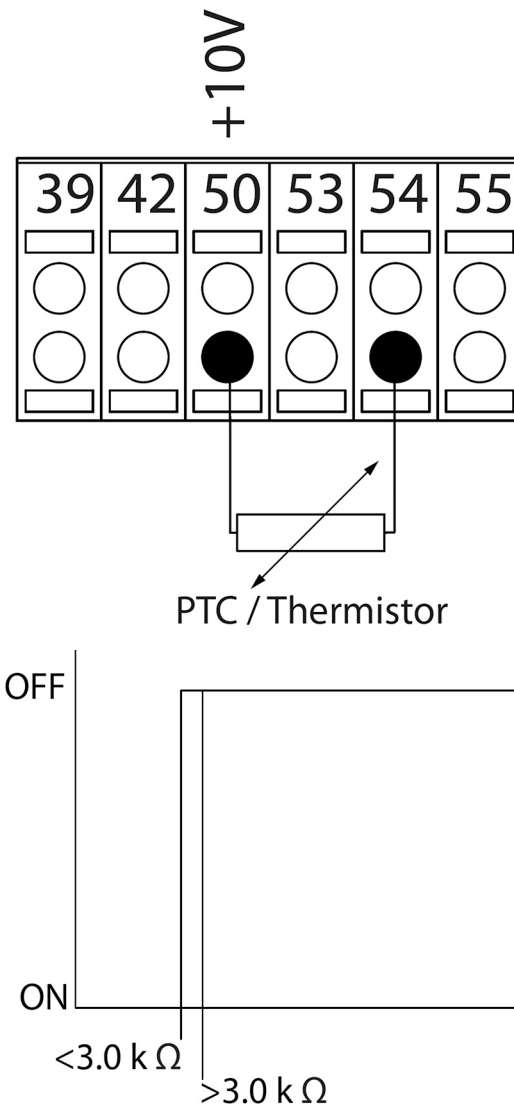 +10V
39 42 50 53 54 55
PTC / Thermistor
OFF
ON
<3.0 k Ω
>3.0 k Ω